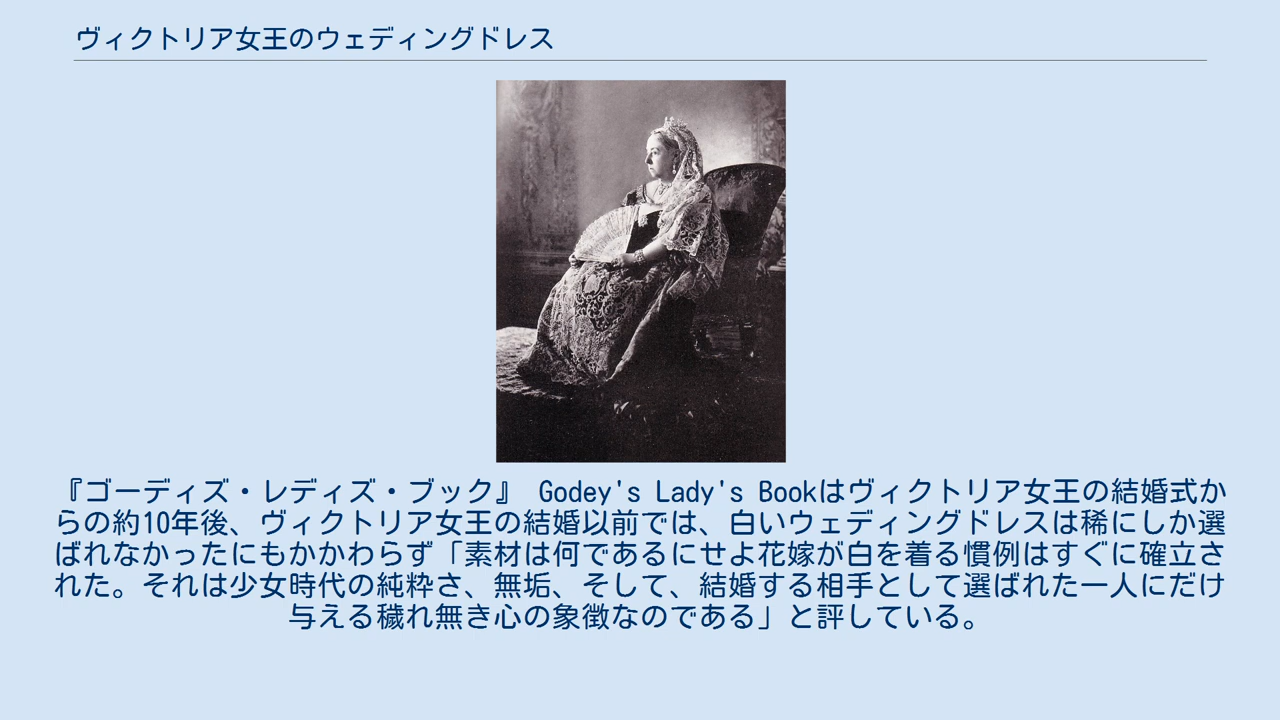 ヴィクトリア女王のウェディングドレス
『ゴーディズ・レディズ・ブック』 Godey's Lady's Bookはヴィクトリア女王の結婚式か
らの約10年後、ヴィクトリア女王の結婚以前では、白いウェディングドレスは稀にしか選
ばれなかったにもかかわらず「素材は何であるにせよ花嫁が白を着る慣例はすぐに確立さ
れた。それは少女時代の純粋さ、無垢、そして、結婚する相手として選ばれた一人にだけ
与える穢れ無き心の象徴なのである」と評している。